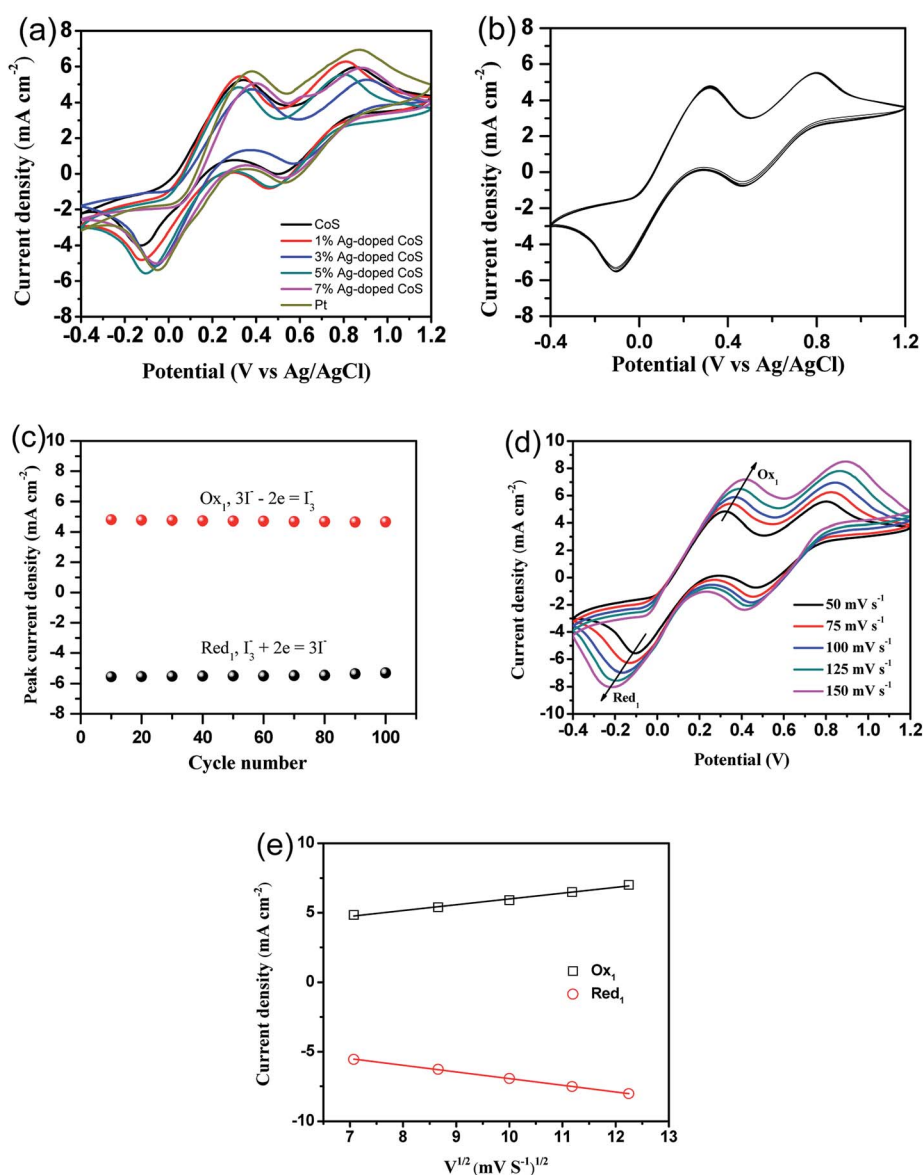 (a)
8
6
4
2
0
-2
-4
-6
-8
Current density (mA cm⁻²)
CoS
1% Ag-doped CoS
3% Ag-doped CoS
5% Ag-doped CoS
7% Ag-doped CoS
Pt
-0.4 -0.2 0.0 0.2 0.4 0.6 0.8 1.0 1.2
Potential (V vs Ag/AgCl)
(b)
8
6
4
2
0
-2
-4
-6
-8
Current density (mA cm⁻²)
-0.4 0.0 0.4 0.8 1.2
Potential (V vs Ag/AgCl)
(c)
10
8
6
4
2
0
-2
-4
-6
-8
Peak current density (mA cm⁻²)
Ox₁, 3I⁻ - 2e = I₃⁻
Red₁, I₃⁻ + 2e = 3I⁻
0 20 40 60 80 100
Cycle number
(d)
10
8
6
4
2
0
-2
-4
-6
-8
-10
Current density (mA cm⁻²)
Ox₁
Red₁
50 mV s⁻¹
75 mV s⁻¹
100 mV s⁻¹
125 mV s⁻¹
150 mV s⁻¹
-0.4 -0.2 0.0 0.2 0.4 0.6 0.8 1.0 1.2
Potential (V)
(e)
10
5
0
-5
-10
Current density (mA cm⁻²)
Ox₁
Red₁
7 8 9 10 11 12 13
V¹ᐟ² (mV S⁻¹)¹ᐟ²